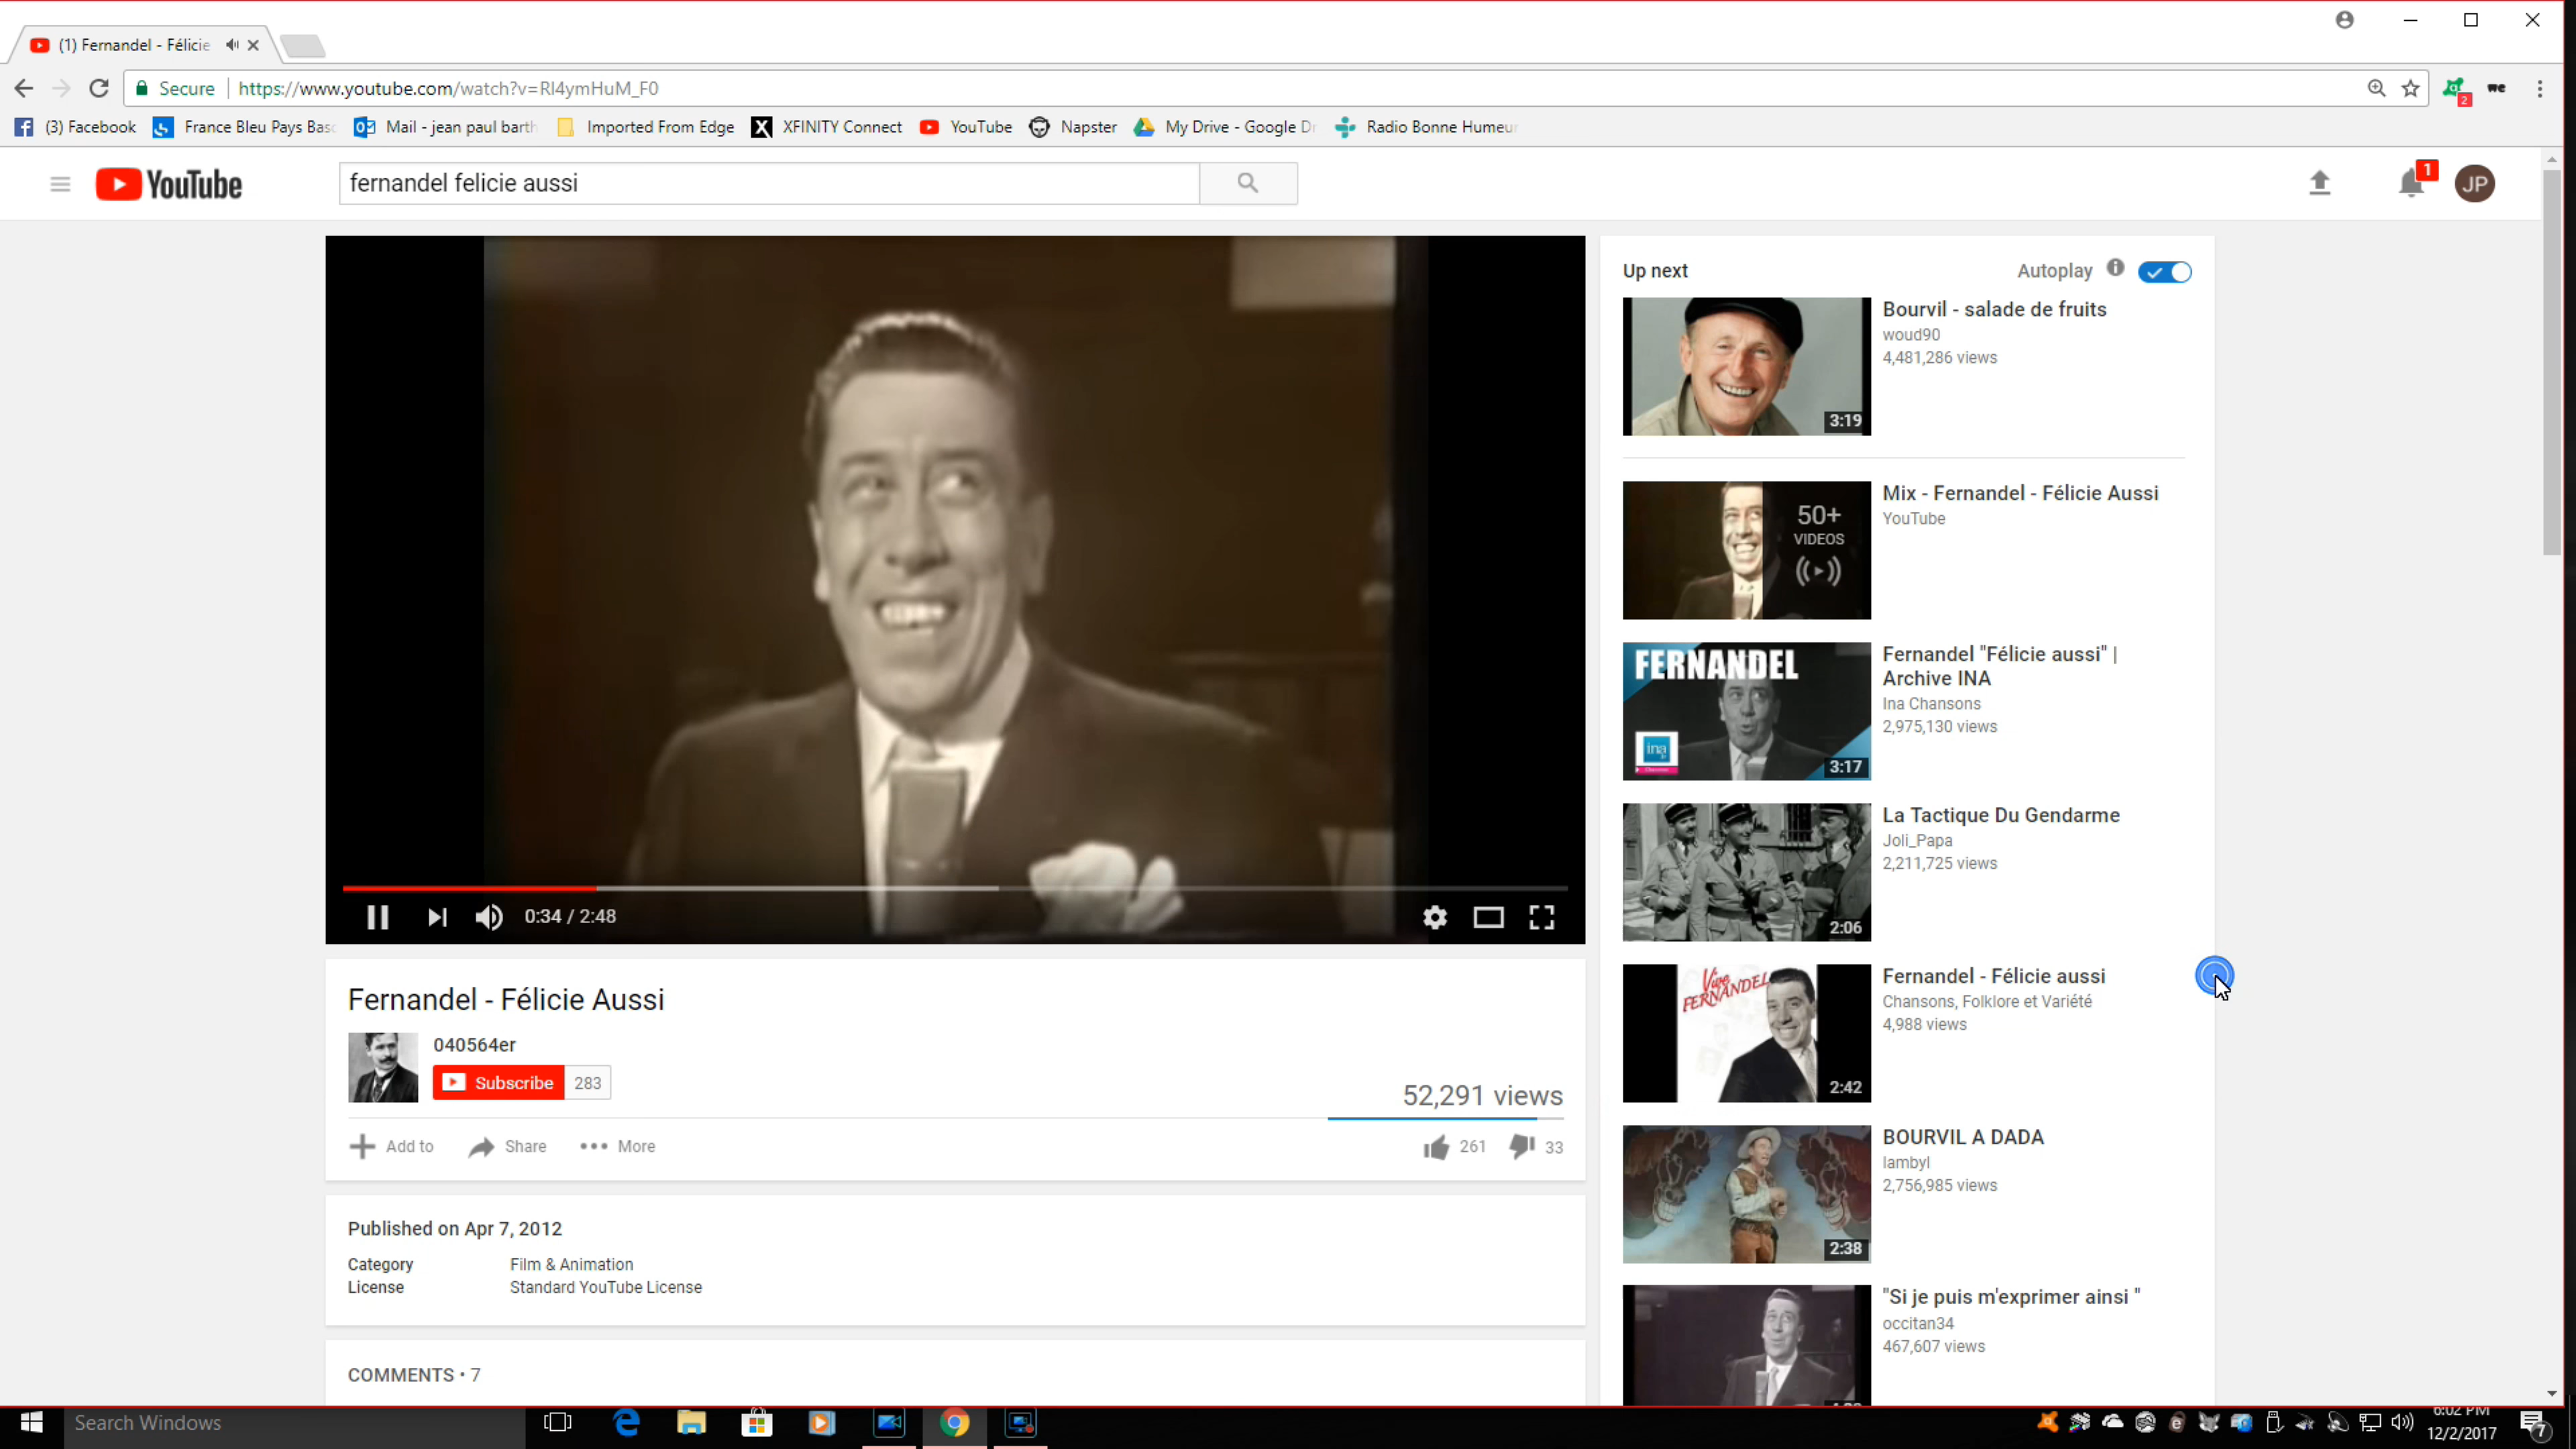 (1) Fernandel - Félicie
Secure
https://www.youtube.com/watch?v=RI4ymHuM_F0
2
(3) Facebook
France Bleu Pays Bas
Mail - jean paul barth
Imported From Edge
XFINITY Connect
YouTube
Napster
My Drive - Google Dr
Radio Bonne Humeur
YouTube
fernandel felicie aussi
1
JP
0:34 / 2:48
Fernandel - Félicie Aussi
040564er
Subscribe 283
52,291 views
Add to
Share
More
261
33
Published on Apr 7, 2012
Category Film & Animation
License Standard YouTube License
COMMENTS • 7
Up next
Autoplay
Bourvil - salade de fruits
woud90
4,481,286 views
3:19
Mix - Fernandel - Félicie Aussi
YouTube
50+
VIDEOS
Fernandel "Félicie aussi" |
Archive INA
Ina Chansons
2,975,130 views
FERNANDEL
ina
3:17
La Tactique Du Gendarme
Joli_Papa
2,211,725 views
2:06
Fernandel - Félicie aussi
Chansons, Folklore et Variété
4,988 views
Vive
FERNANDEL
2:42
BOURVIL A DADA
lambyl
2,756,985 views
2:38
"Si je puis m'exprimer ainsi "
occitan34
467,607 views
Search Windows
6:02 PM
12/2/2017
7